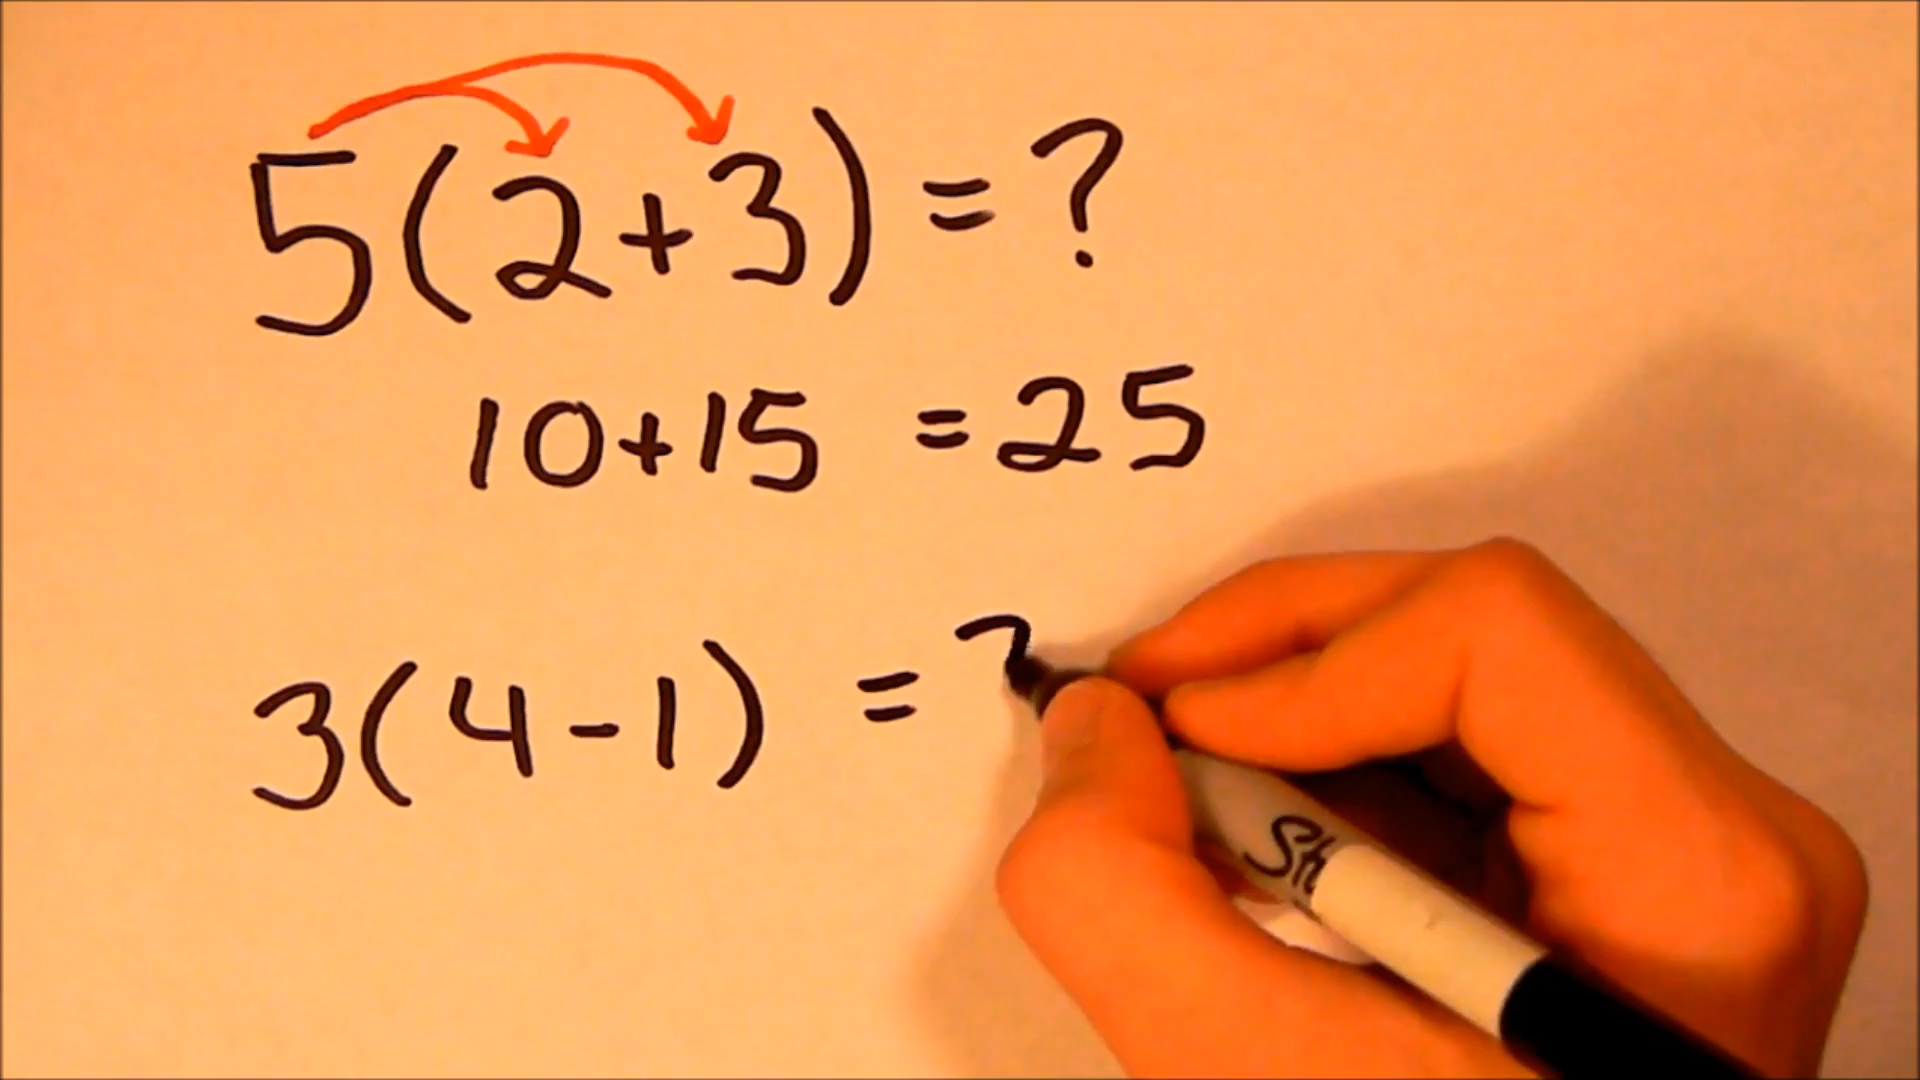 5(2+3)=?
10+15 =25
3(4-1) = ?